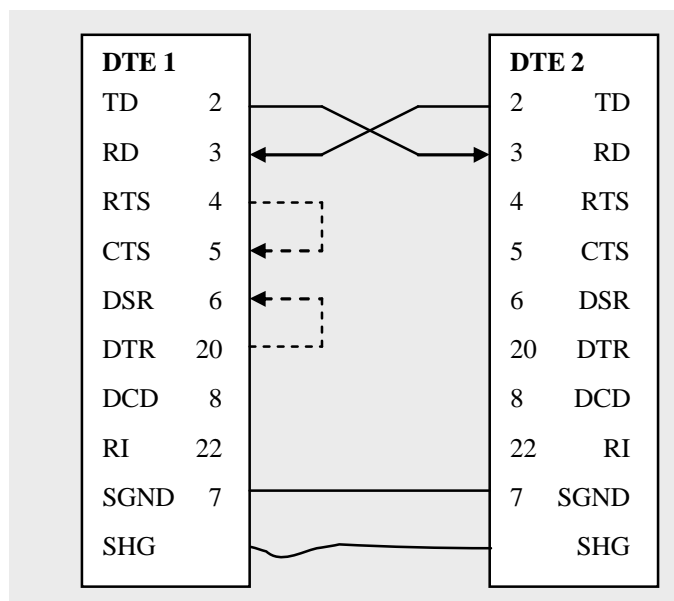 DTE 1 DTE 2
TD 2 2 TD
RD 3 3 RD
RTS 4 4 RTS
CTS 5 5 CTS
DSR 6 6 DSR
DTR 20 20 DTR
DCD 8 8 DCD
RI 22 22 RI
SGND 7 7 SGND
SHG SHG